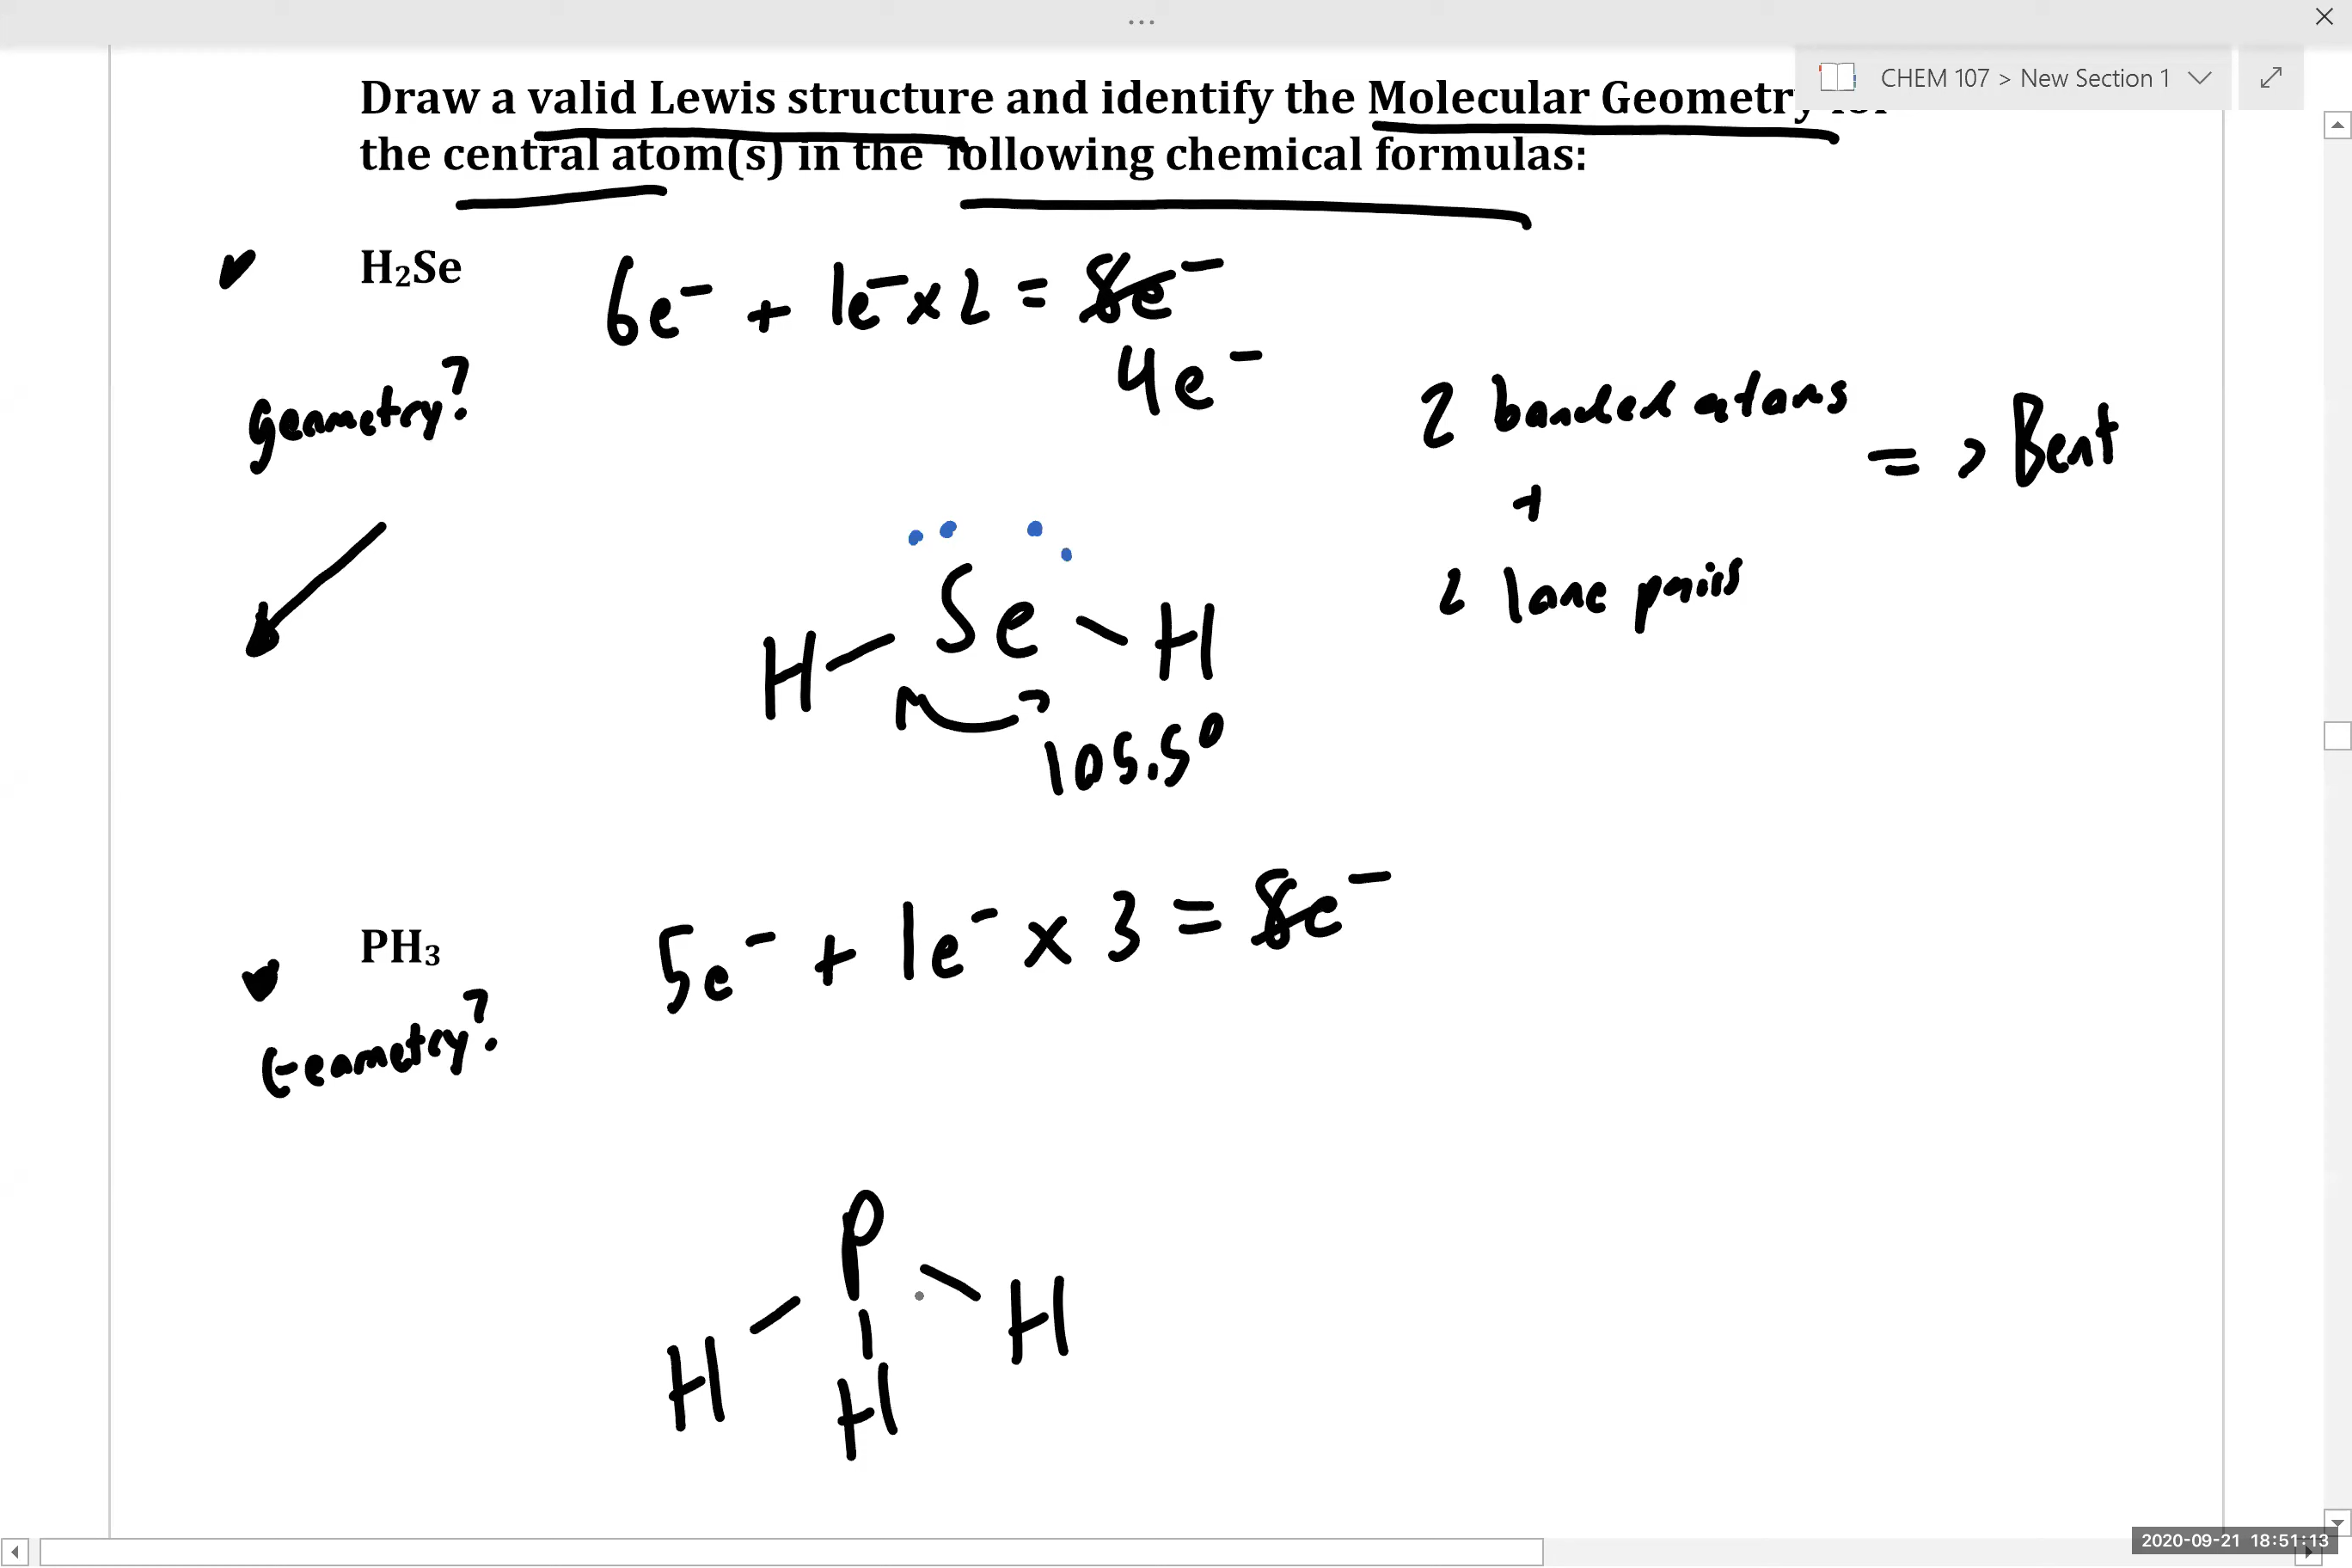 CHEM 107 > New Section 1
Draw a valid Lewis structure and identify the Molecular Geometry for
the central atom(s) in the following chemical formulas:
H₂Se
6e⁻ + 1e⁻ x 2 = 8e⁻
4e⁻
geometry?
2 bonded atoms
+
2 lone pairs
= > Bent
H - Se - H
105.5°
PH₃
5e⁻ + 1e⁻ x 3 = 8e⁻
Geometry?
P
H
H
H
2020-09-21 18:51:13